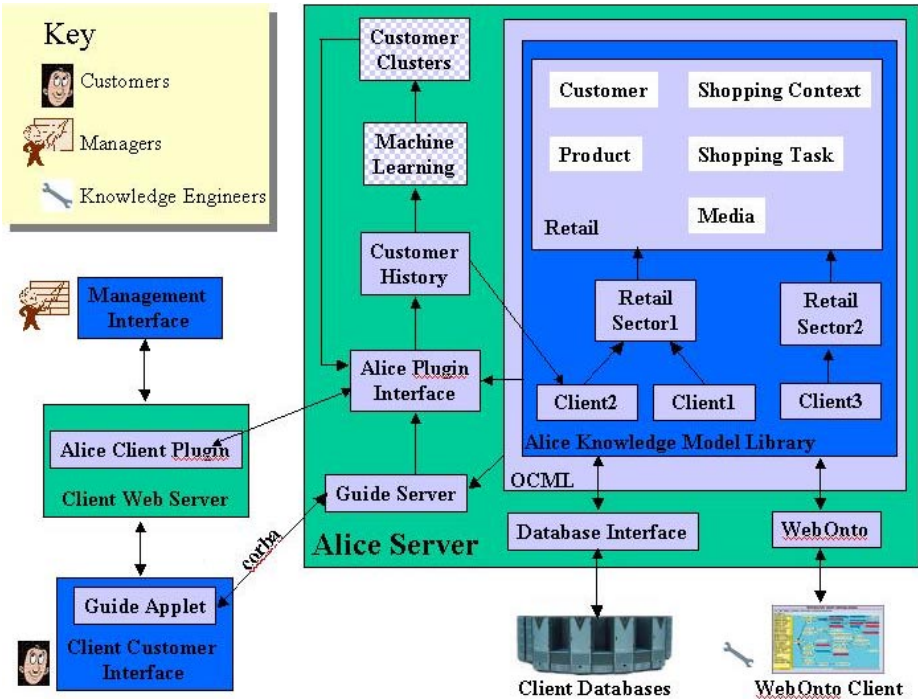 Key
Customers
Managers
Knowledge Engineers
Management
Interface
Alice Client Plugin
Client Web Server
Guide Applet
Client Customer
Interface
corba
Customer
Clusters
Machine
Learning
Customer
History
Alice Plugin
Interface
Guide Server
Alice Server
Customer
Shopping Context
Product
Shopping Task
Media
Retail
Retail
Sector1
Retail
Sector2
Client2
Client1
Client3
Alice Knowledge Model Library
OCML
Database Interface
WebOnto
Client Databases
WebOnto Client